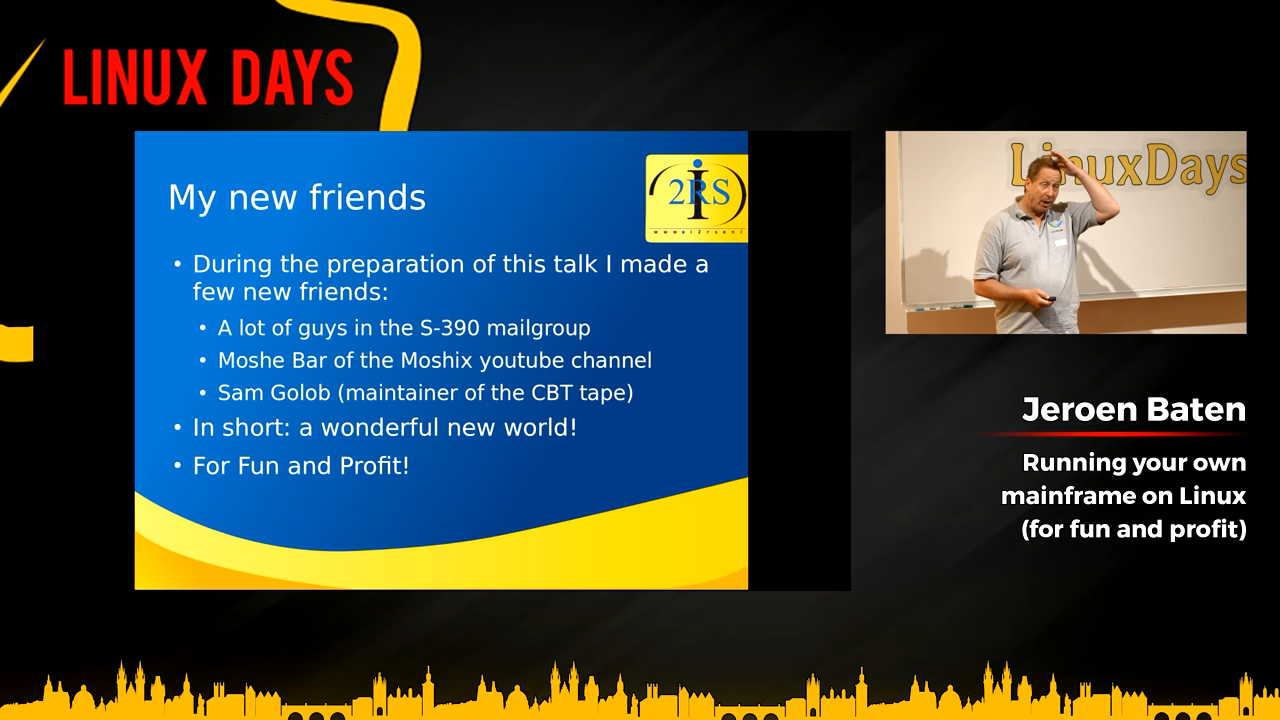 LINUX DAYS
My new friends
i
2RS
www.i2rs.nl
• During the preparation of this talk I made a
few new friends:
• A lot of guys in the S-390 mailgroup
• Moshe Bar of the Moshix youtube channel
• Sam Golob (maintainer of the CBT tape)
• In short: a wonderful new world!
• For Fun and Profit!
LinuxDays
Jeroen Baten
Running your own
mainframe on Linux
(for fun and profit)